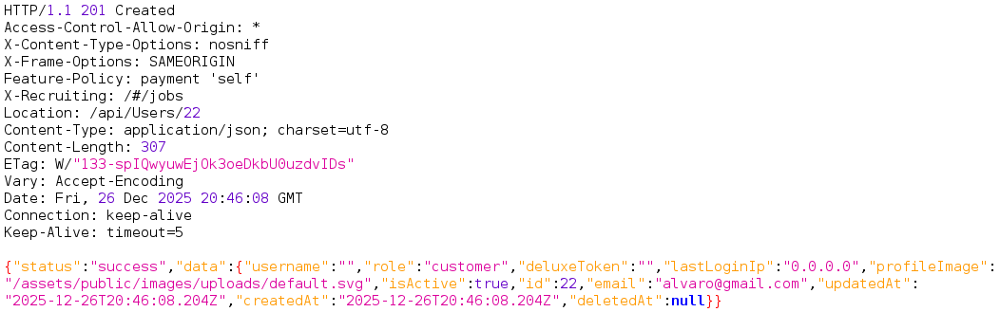 HTTP/1.1 201 Created
Access-Control-Allow-Origin: *
X-Content-Type-Options: nosniff
X-Frame-Options: SAMEORIGIN
Feature-Policy: payment 'self'
X-Recruiting: /#/jobs
Location: /api/Users/22
Content-Type: application/json; charset=utf-8
Content-Length: 307
ETag: W/"133-spIQwyuwEjOk3oeDkbU0uzdvIDs"
Vary: Accept-Encoding
Date: Fri, 26 Dec 2025 20:46:08 GMT
Connection: keep-alive
Keep-Alive: timeout=5

{"status":"success","data":{"username":"","role":"customer","deluxeToken":"","lastLoginIp":"0.0.0.0","profileImage":
"/assets/public/images/uploads/default.svg","isActive":true,"id":22,"email":"alvaro@gmail.com","updatedAt":
"2025-12-26T20:46:08.204Z","createdAt":"2025-12-26T20:46:08.204Z","deletedAt":null}}